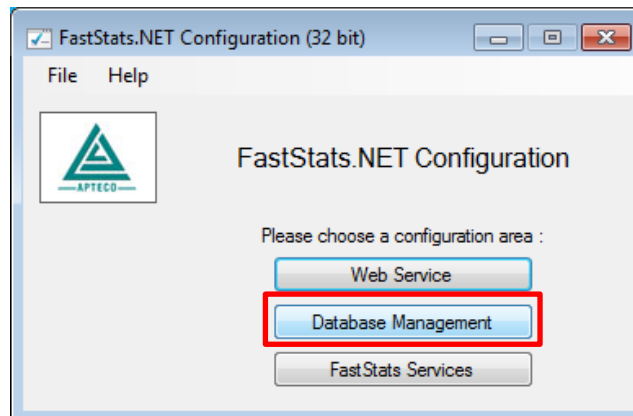 FastStats.NET Configuration (32 bit)
File Help
APTECO
FastStats.NET Configuration
Please choose a configuration area :
Web Service
Database Management
FastStats Services